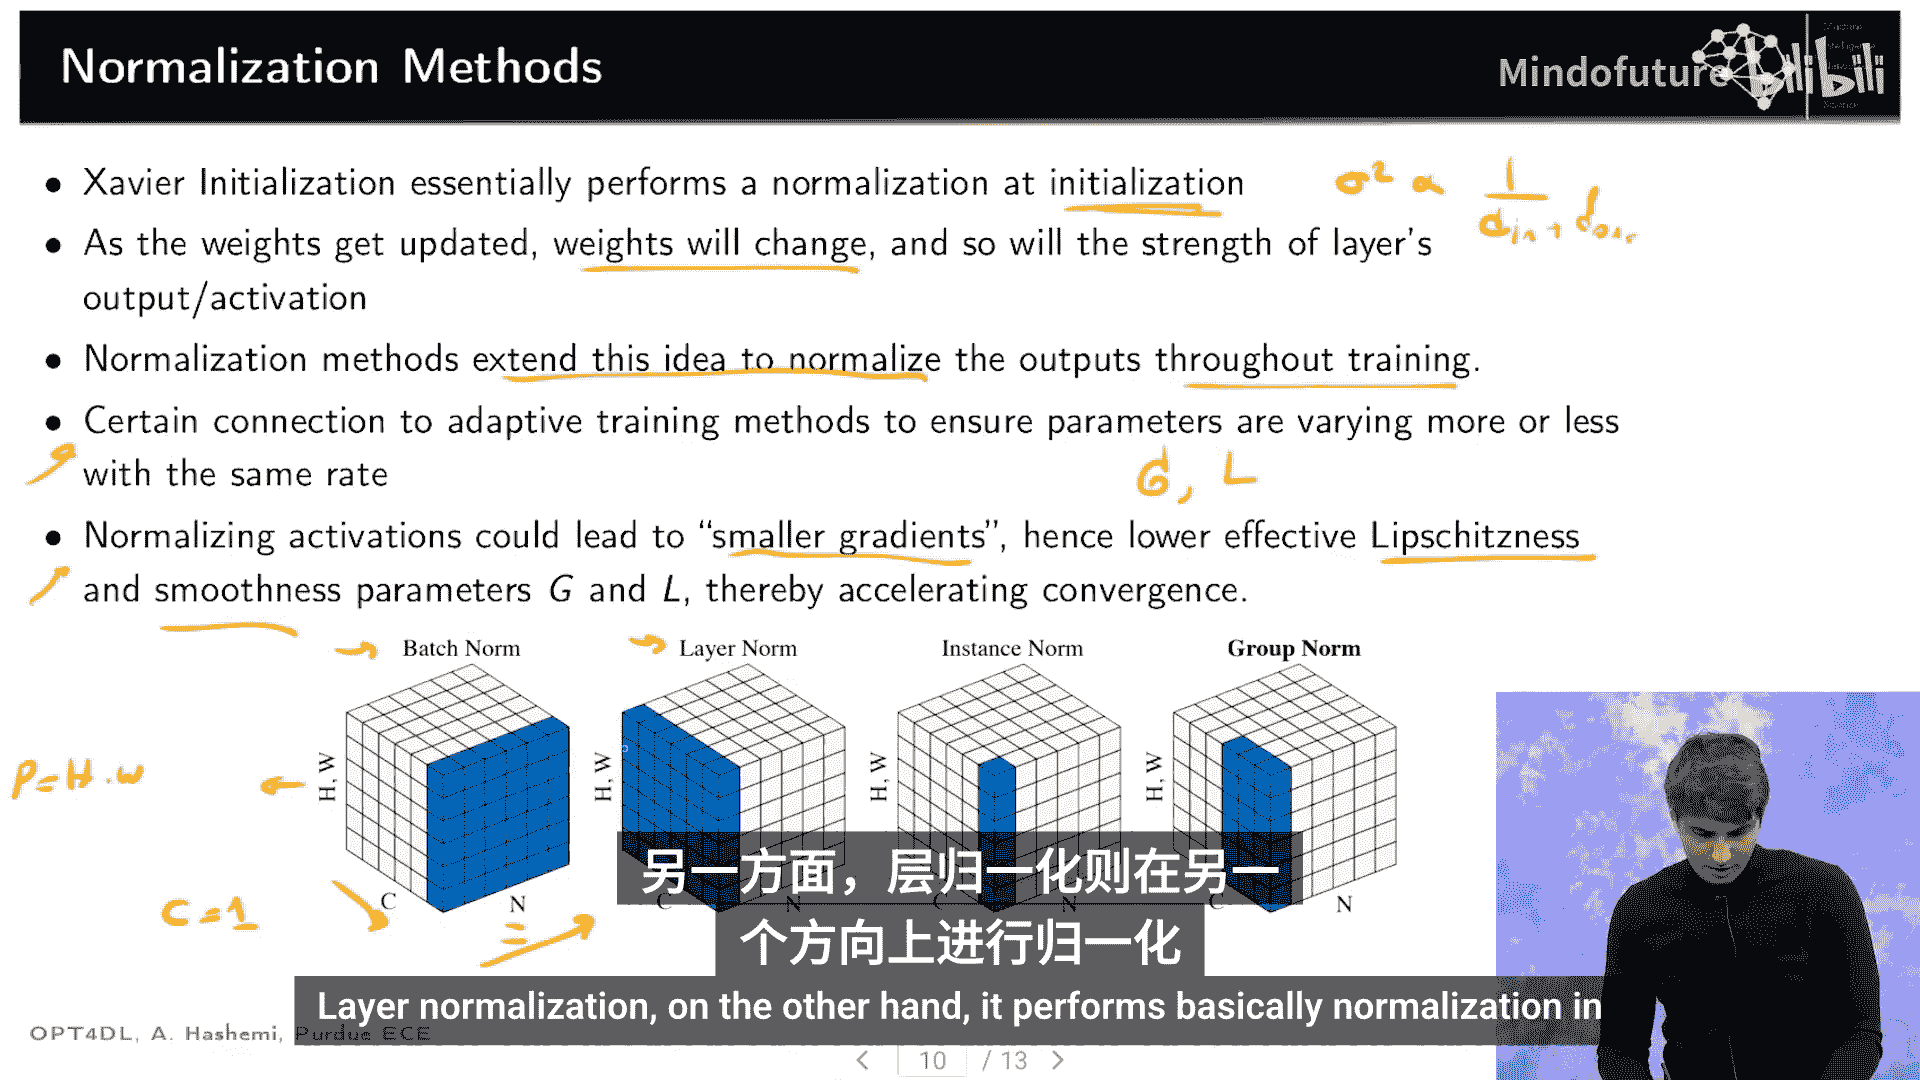 Normalization Methods
Mindofuture
bilibili
• Xavier Initialization essentially performs a normalization at initialization
σ² α 1
d in + d out
• As the weights get updated, weights will change, and so will the strength of layer's
output/activation
• Normalization methods extend this idea to normalize the outputs throughout training.
• Certain connection to adaptive training methods to ensure parameters are varying more or less
with the same rate
G, L
• Normalizing activations could lead to “smaller gradients”, hence lower effective Lipschitzness
and smoothness parameters G and L, thereby accelerating convergence.
Batch Norm
Layer Norm
Instance Norm
Group Norm
H, W
H, W
H, W
H, W
P=H.W
C=1
C
N
C
N
C
N
C
N
另一方面，层归一化则在另一
个方向上进行归一化
Layer normalization, on the other hand, it performs basically normalization in
OPT4DL, A. Hashemi, Purdue ECE
< 10 / 13 >